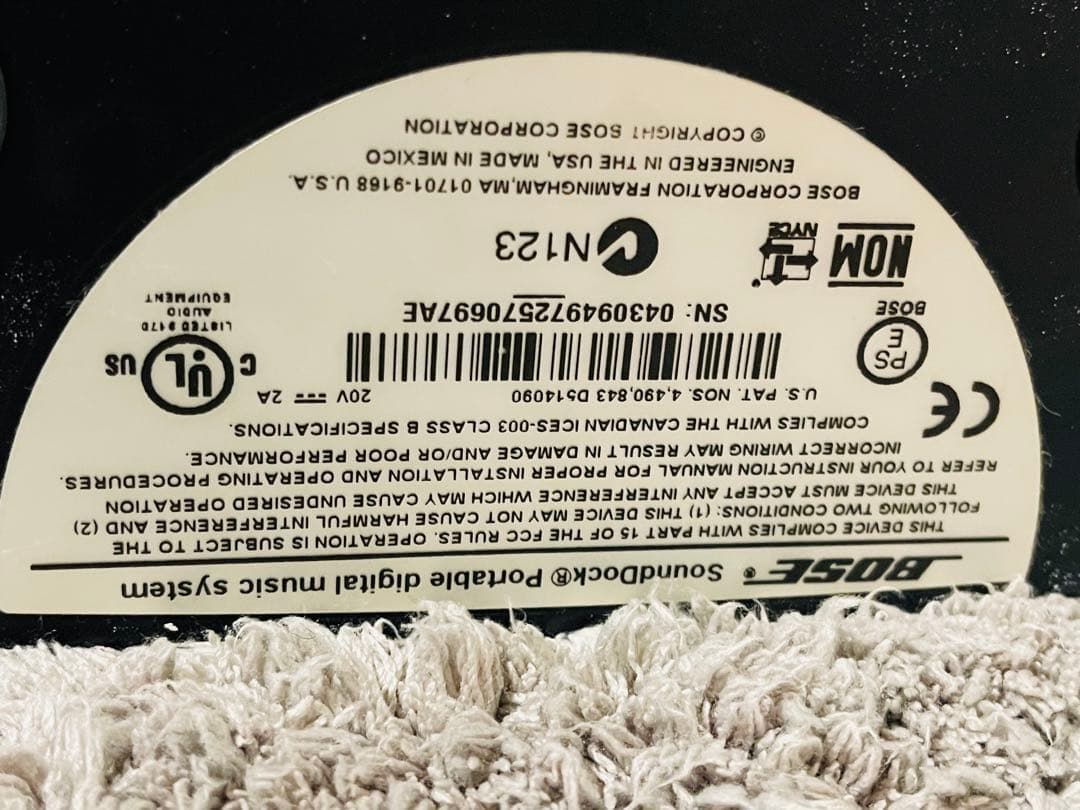 BOSE® SoundDock® Portable digital music system
THIS DEVICE COMPLIES WITH PART 15 OF THE FCC RULES. OPERATION IS SUBJECT TO THE
FOLLOWING TWO CONDITIONS: (1) THIS DEVICE MAY NOT CAUSE HARMFUL INTERFERENCE AND (2)
THIS DEVICE MUST ACCEPT ANY INTERFERENCE WHICH MAY CAUSE UNDESIRED OPERATION
REFER TO YOUR INSTRUCTION MANUAL FOR PROPER INSTALLATION AND OPERATING PROCEDURES.
INCORRECT WIRING MAY RESULT IN DAMAGE AND/OR POOR PERFORMANCE.
COMPLIES WITH THE CANADIAN ICES-003 CLASS B SPECIFICATIONS.
CE
U.S. PAT. NOS. 4,490,843 D514090
20V 2A
PS E
BOSE
C UL US
LISTED 917D
AUDIO
EQUIPMENT
SN: 043094972570697AE
NOM
NYCE
N123
BOSE CORPORATION FRAMINGHAM,MA 01701-9168 U.S.A.
ENGINEERED IN THE USA, MADE IN MEXICO
© COPYRIGHT BOSE CORPORATION